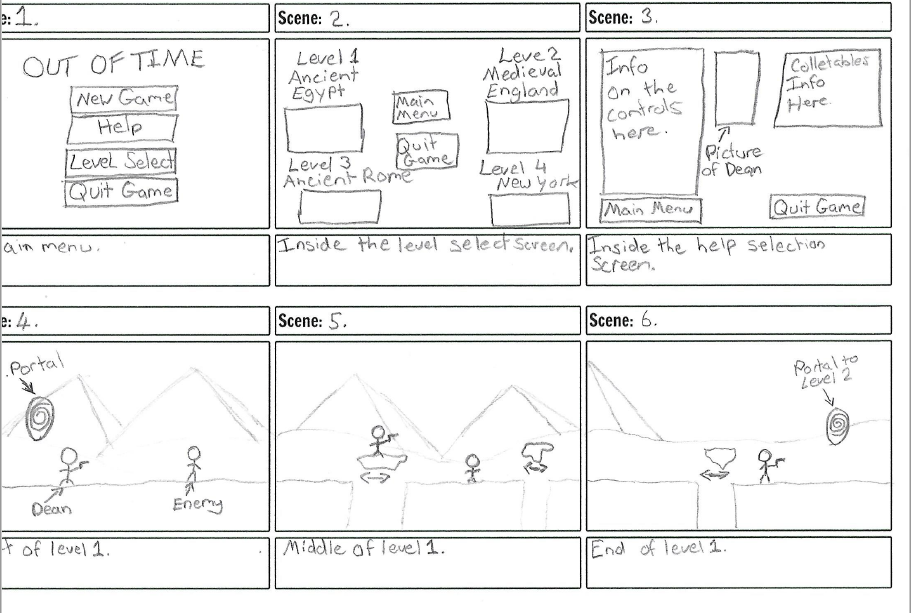 e: 1.
OUT OF TIME
New Game
Help
Level Select
Quit Game
ain menu.
Scene: 2.
Level 1
Ancient
Egypt
Main
Menu
Quit
Game
Level 2
Medieval
England
Level 3
Ancient Rome
Level 4
New York
Inside the level select screen.
Scene: 3.
Info
on the
controls
here.
Picture
of Dean
Colletables
Info
Here.
Main Menu
Quit Game
Inside the help selection
screen.
e: 4.
Portal
Dean
Enemy
t of level 1.
Scene: 5.
Middle of level 1.
Scene: 6.
Portal to
Level 2
End of level 1.